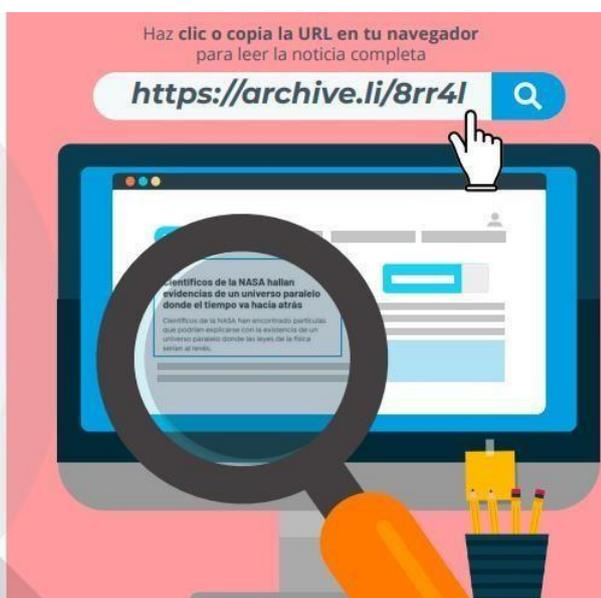 Haz clic o copia la URL en tu navegador
para leer la noticia completa
https://archive.li/8rr4l
Científicos de la NASA hallan
evidencias de un universo paralelo
donde el tiempo va hacia atrás
Científicos de la NASA han encontrado partículas
que podrían explicarse con la existencia de un
universo paralelo donde las leyes de la física
serían al revés.